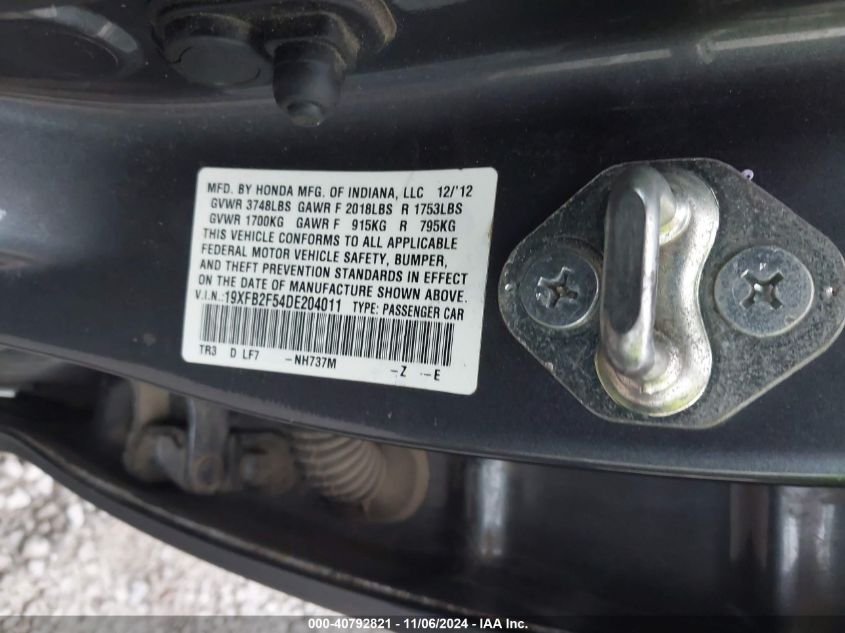 MFD. BY HONDA MFG. OF INDIANA, LLC 12/'12
GVWR 3748LBS GAWR F 2018LBS R 1753LBS
GVWR 1700KG GAWR F 915KG R 795KG
THIS VEHICLE CONFORMS TO ALL APPLICABLE
FEDERAL MOTOR VEHICLE SAFETY, BUMPER,
AND THEFT PREVENTION STANDARDS IN EFFECT
ON THE DATE OF MANUFACTURE SHOWN ABOVE.
V.I.N.:19XFB2F54DE204011 TYPE: PASSENGER CAR
TR3 D LF7 -NH737M
-Z --E
000-40792821 - 11/06/2024 - IAA Inc.